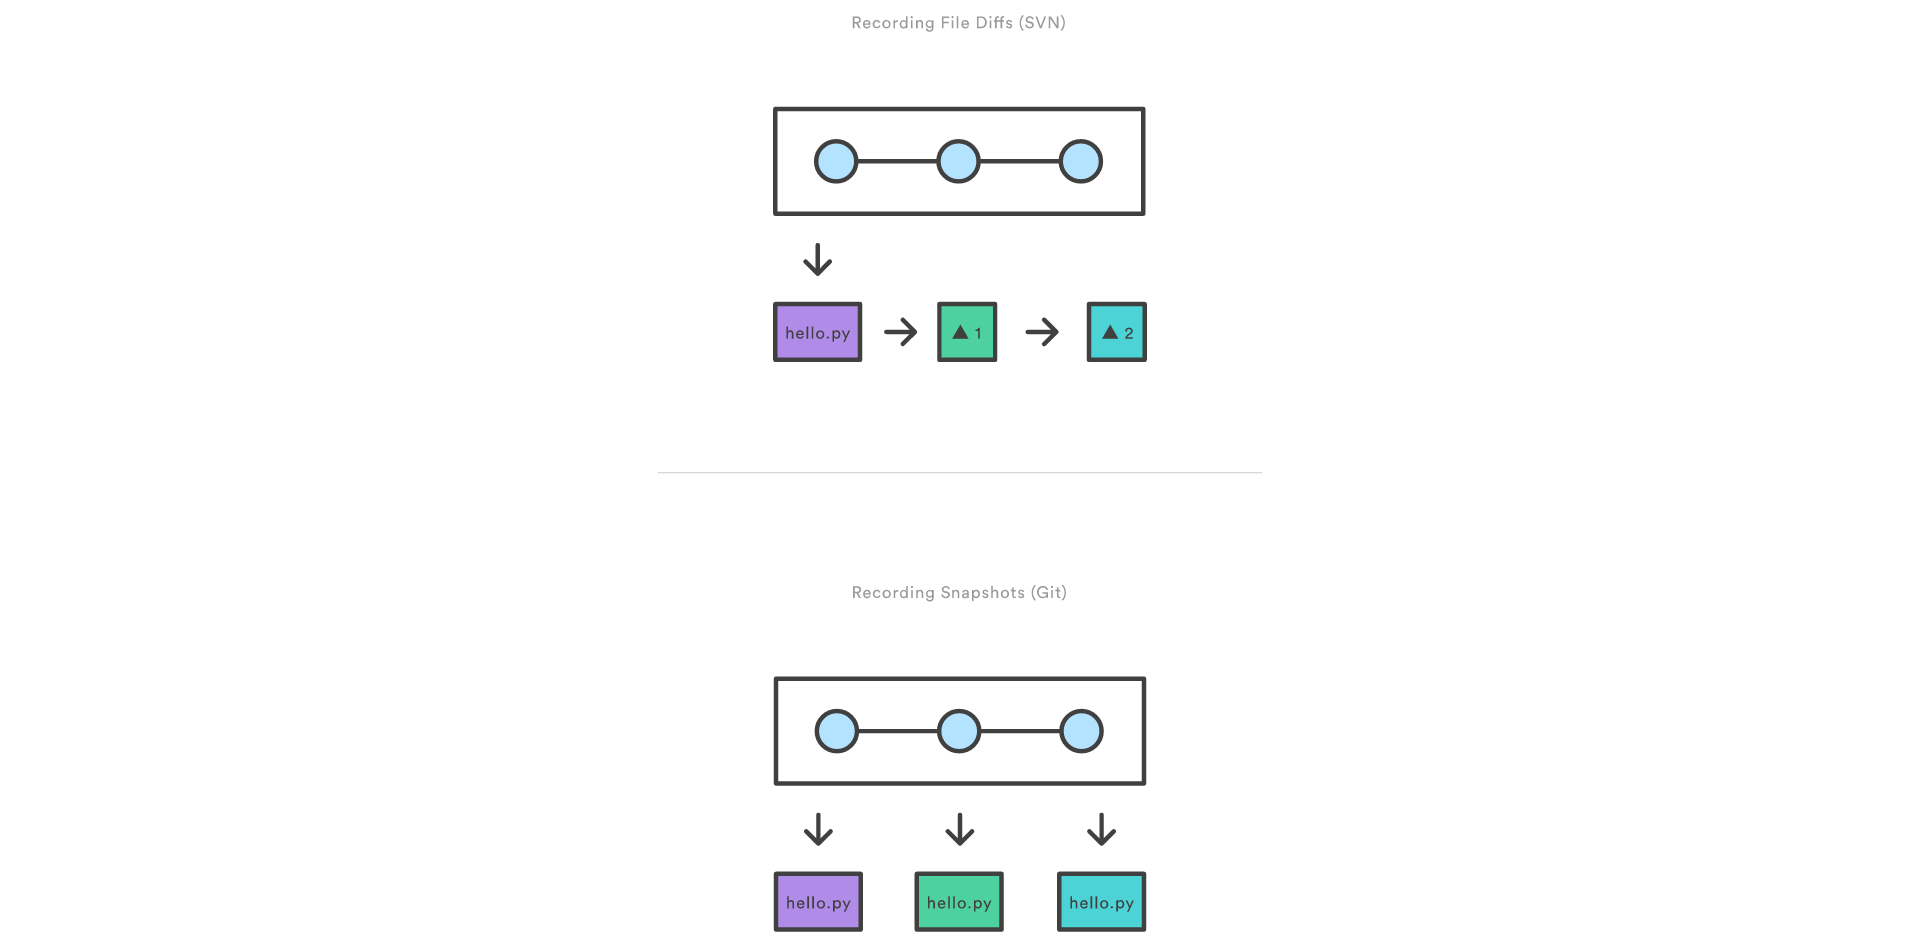 Recording File Diffs (SVN)
hello.py
▲ 1
▲ 2
Recording Snapshots (Git)
hello.py
hello.py
hello.py